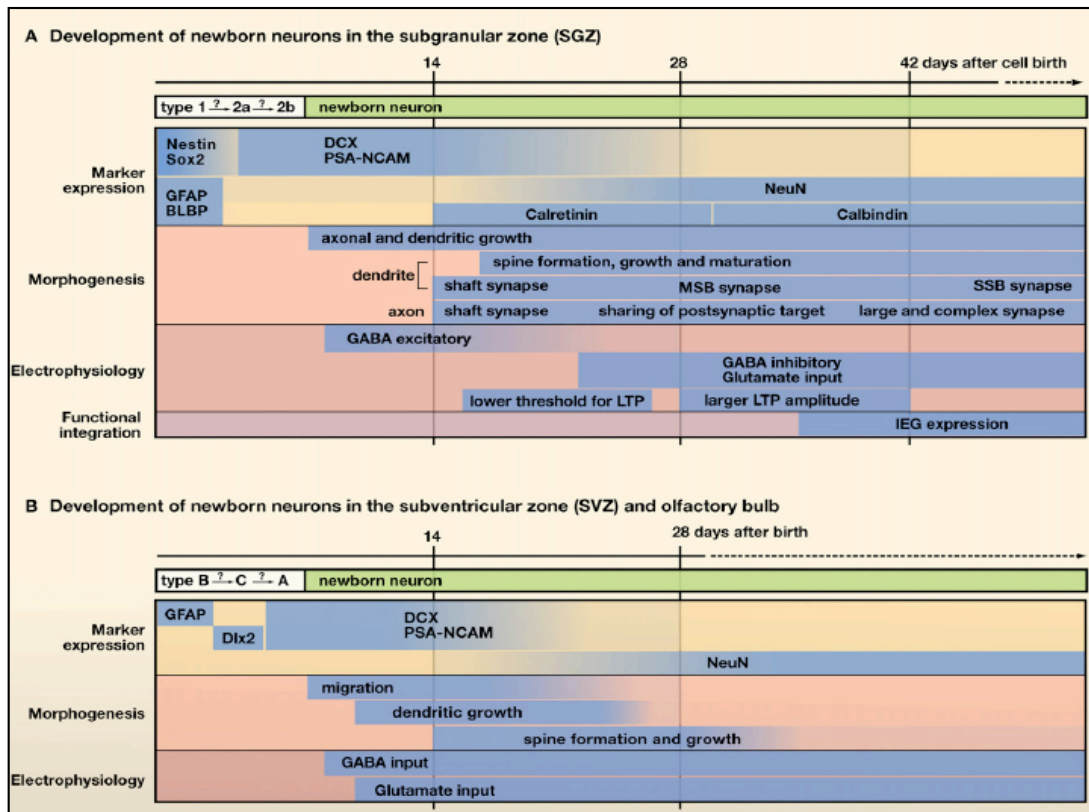 A Development of newborn neurons in the subgranular zone (SGZ)
14 28 42 days after cell birth
type 1 ?→ 2a ?→ 2b newborn neuron
Marker expression
Nestin
Sox2
DCX
PSA-NCAM
GFAP
BLBP
NeuN
Calretinin Calbindin
Morphogenesis
axonal and dendritic growth
dendrite
spine formation, growth and maturation
shaft synapse MSB synapse SSB synapse
axon shaft synapse sharing of postsynaptic target large and complex synapse
Electrophysiology
GABA excitatory
GABA inhibitory
Glutamate input
lower threshold for LTP larger LTP amplitude
Functional integration
IEG expression
B Development of newborn neurons in the subventricular zone (SVZ) and olfactory bulb
14 28 days after birth
type B ?→ C ?→ A newborn neuron
Marker expression
GFAP
Dlx2
DCX
PSA-NCAM
NeuN
Morphogenesis
migration
dendritic growth
spine formation and growth
Electrophysiology
GABA input
Glutamate input